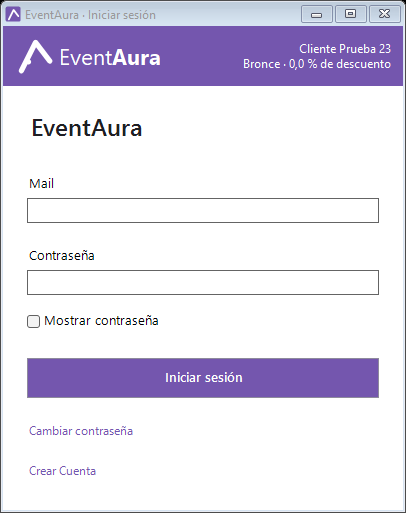 EventAura · Iniciar sesión
EventAura
Cliente Prueba 23
Bronce · 0,0 % de descuento
EventAura
Mail
Contraseña
Mostrar contraseña
Iniciar sesión
Cambiar contraseña
Crear Cuenta